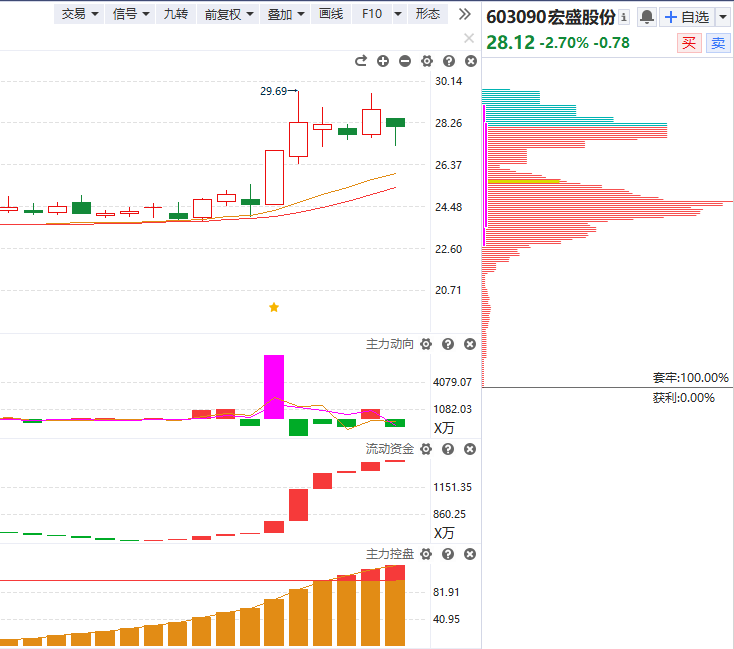 交易 信号 九转 前复权 叠加 画线 F10 形态
603090宏盛股份 i 自选
28.12 -2.70% -0.78 买 卖
30.14
29.69
28.26
26.37
24.48
22.60
20.71
主力动向
套牢:100.00%
4079.07
获利:0.00%
1082.03
X万
流动资金
1151.35
860.25
X万
主力控盘
81.91
40.95